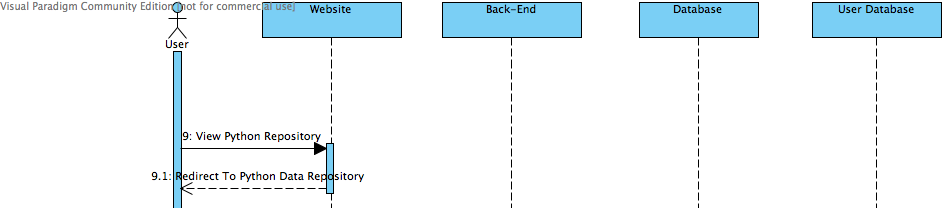 Visual Paradigm Community Edition [not for commercial use]
Website
Back-End
Database
User Database
User
9: View Python Repository
9.1: Redirect To Python Data Repository